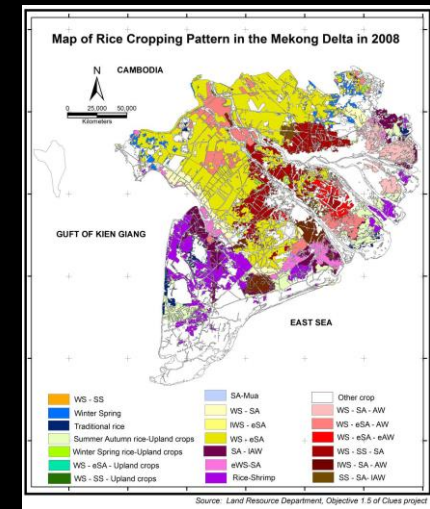 Map of Rice Cropping Pattern in the Mekong Delta in 2008
N
CAMBODIA
0 25,000 50,000
Kilometers
GUFT OF KIEN GIANG
EAST SEA
WS - SS
Winter Spring
Traditional rice
Summer Autumn rice-Upland crops
Winter Spring rice-Upland crops
WS - eSA - Upland crops
WS - SS - Upland crops
SA-Mua
WS - SA
lWS - eSA
WS - eSA
SA - lAW
eWS-SA
Rice-Shrimp
Other crop
WS - SA - AW
WS - eSA - AW
WS - eSA - eAW
WS - SS - SA
lWS - SA - AW
SS - SA- lAW
Source: Land Resource Department, Objective 1.5 of Clues project